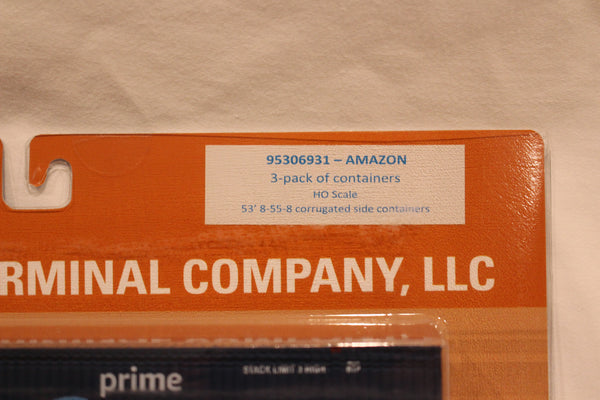 95306931 – AMAZON
3-pack of containers
HO Scale
53' 8-55-8 corrugated side containers
RMINAL COMPANY, LLC
STACK LIMIT 9 HIGH
prime